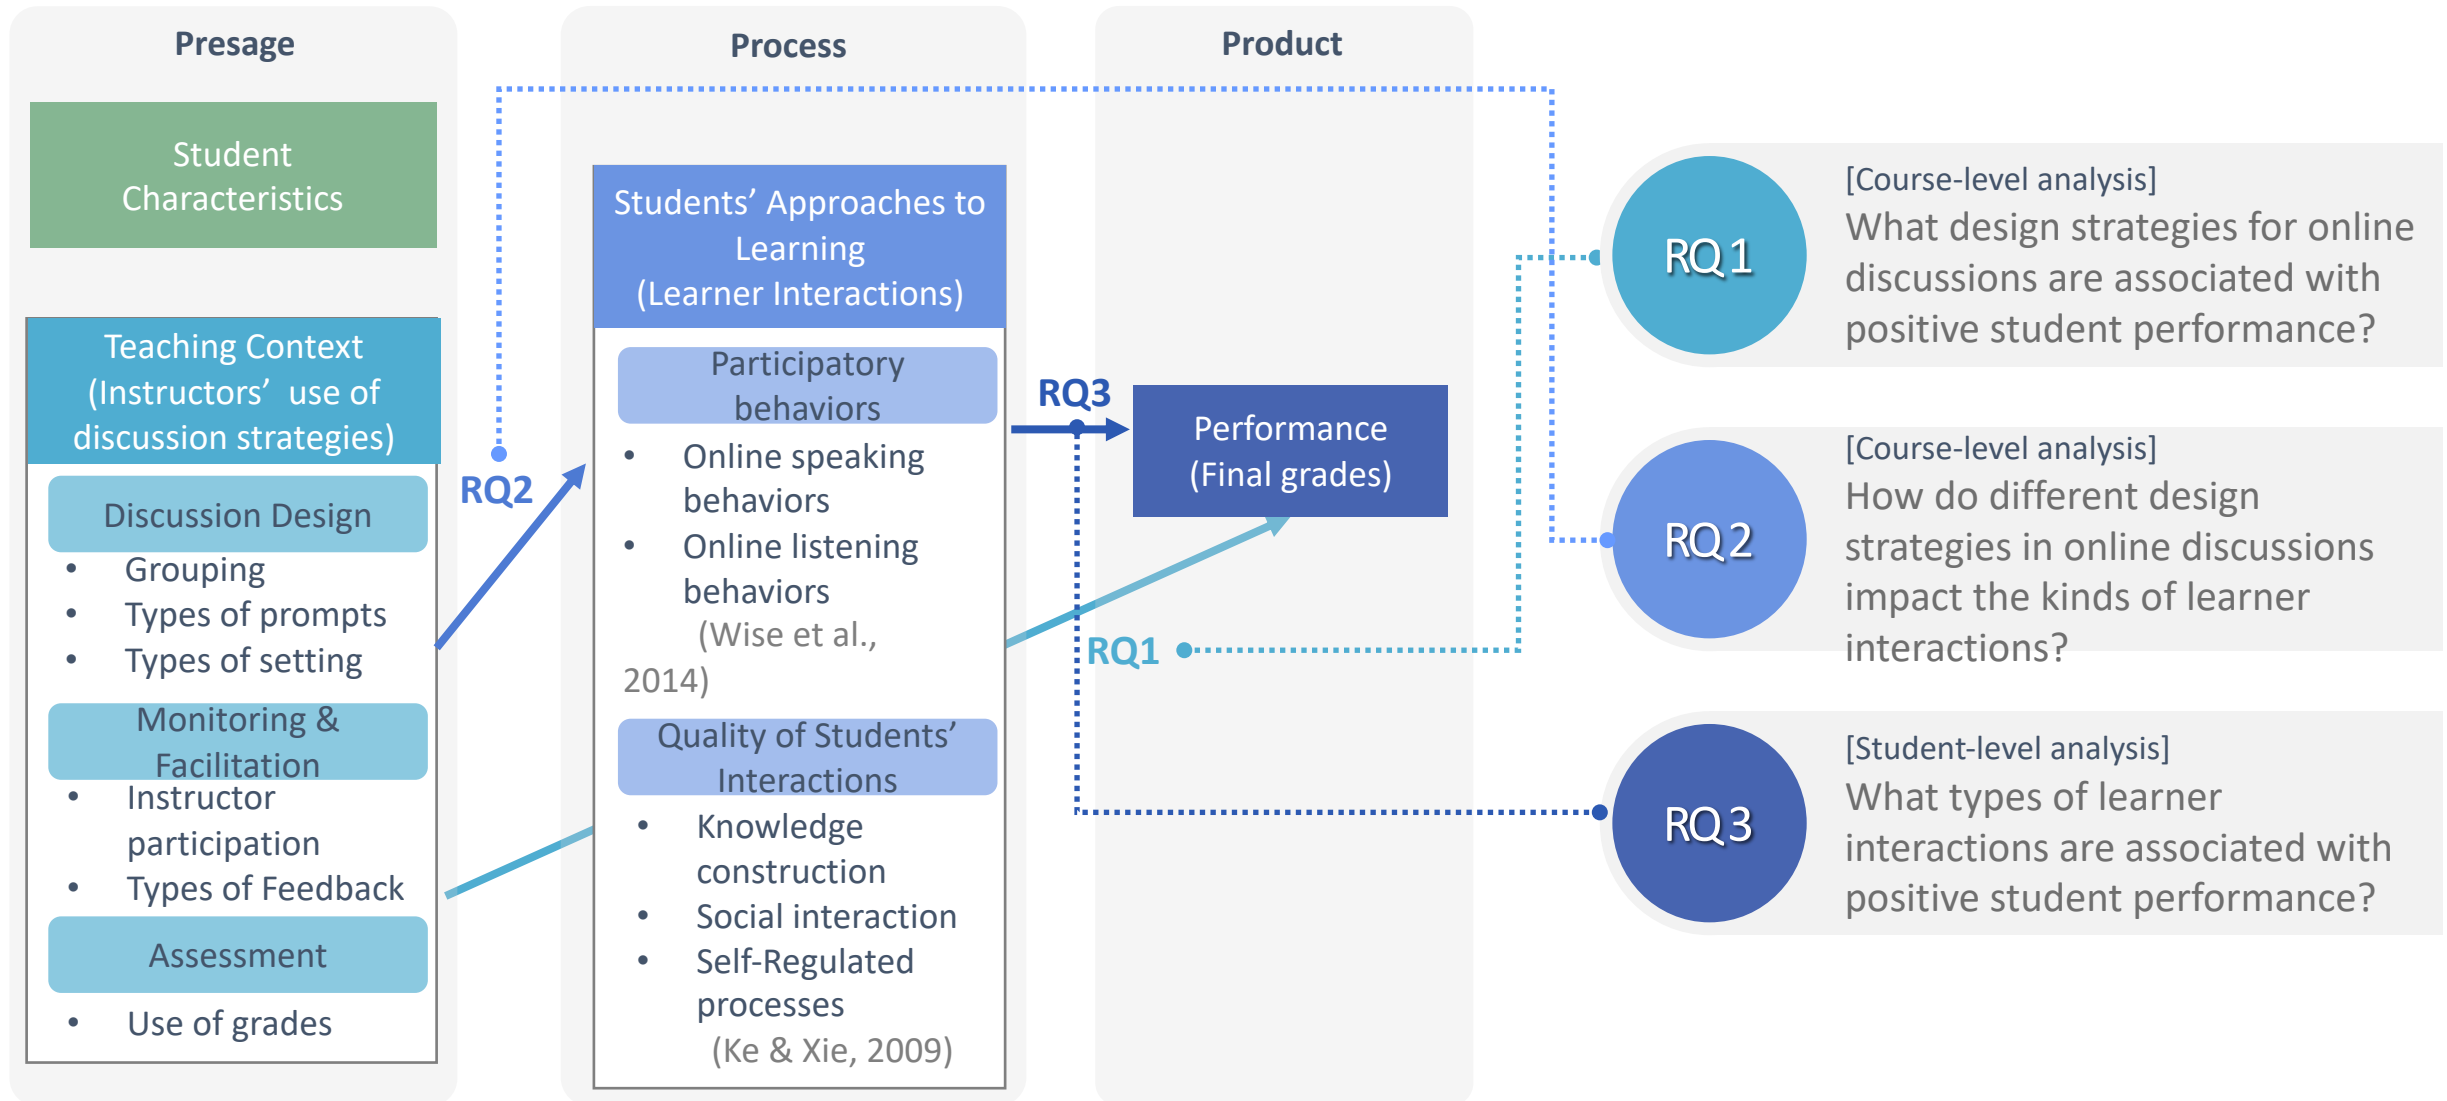 Presage
Student
Characteristics
Teaching Context
(Instructors’ use of
discussion strategies)
Discussion Design
• Grouping
• Types of prompts
• Types of setting
Monitoring &
Facilitation
• Instructor
participation
• Types of Feedback
Assessment
• Use of grades
RQ2
Process
Students’ Approaches to
Learning
(Learner Interactions)
Participatory
behaviors
• Online speaking
behaviors
• Online listening
behaviors
(Wise et al.,
2014)
Quality of Students’
Interactions
• Knowledge
construction
• Social interaction
• Self-Regulated
processes
(Ke & Xie, 2009)
RQ3
Product
Performance
(Final grades)
RQ1
RQ1
[Course-level analysis]
What design strategies for online
discussions are associated with
positive student performance?
RQ2
[Course-level analysis]
How do different design
strategies in online discussions
impact the kinds of learner
interactions?
RQ3
[Student-level analysis]
What types of learner
interactions are associated with
positive student performance?